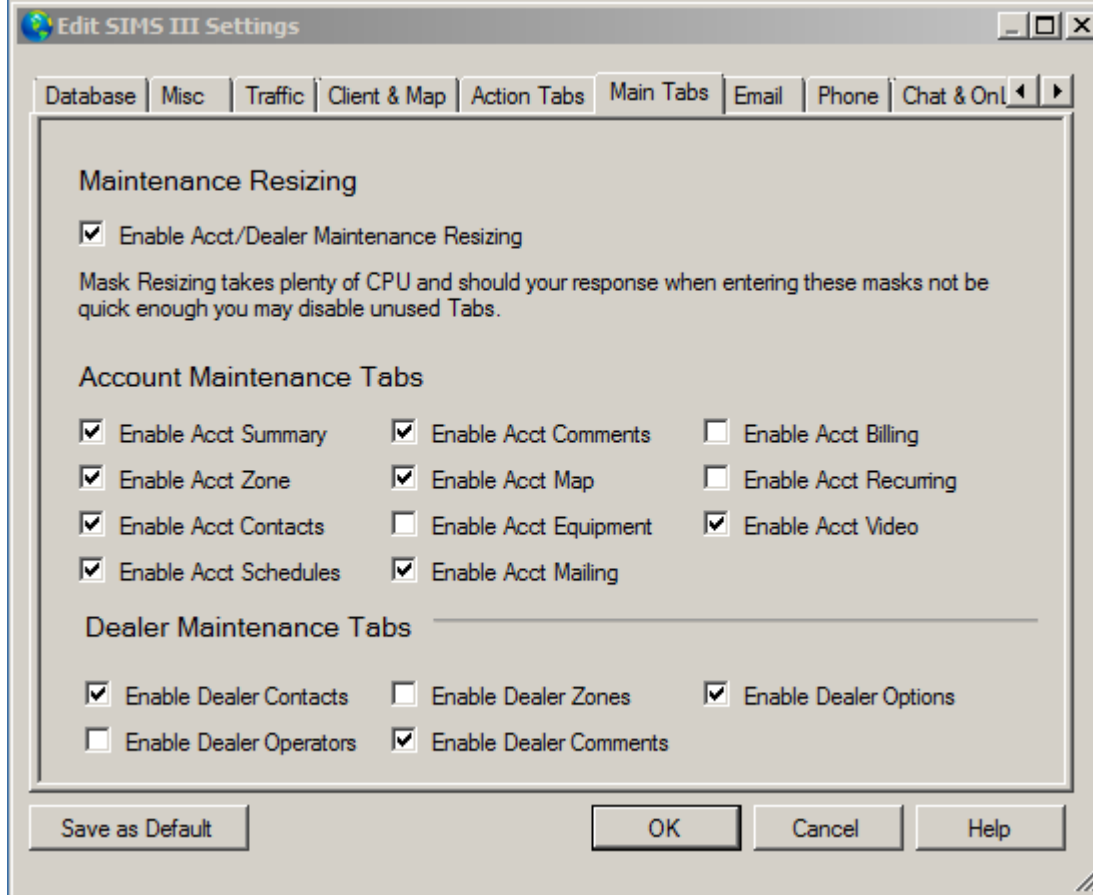 Edit SIMS III Settings
Database Misc Traffic Client & Map Action Tabs Main Tabs Email Phone Chat & OnL
Maintenance Resizing
Enable Acct/Dealer Maintenance Resizing
Mask Resizing takes plenty of CPU and should your response when entering these masks not be
quick enough you may disable unused Tabs.
Account Maintenance Tabs
Enable Acct Summary Enable Acct Comments Enable Acct Billing
Enable Acct Zone Enable Acct Map Enable Acct Recurring
Enable Acct Contacts Enable Acct Equipment Enable Acct Video
Enable Acct Schedules Enable Acct Mailing
Dealer Maintenance Tabs
Enable Dealer Contacts Enable Dealer Zones Enable Dealer Options
Enable Dealer Operators Enable Dealer Comments
Save as Default OK Cancel Help